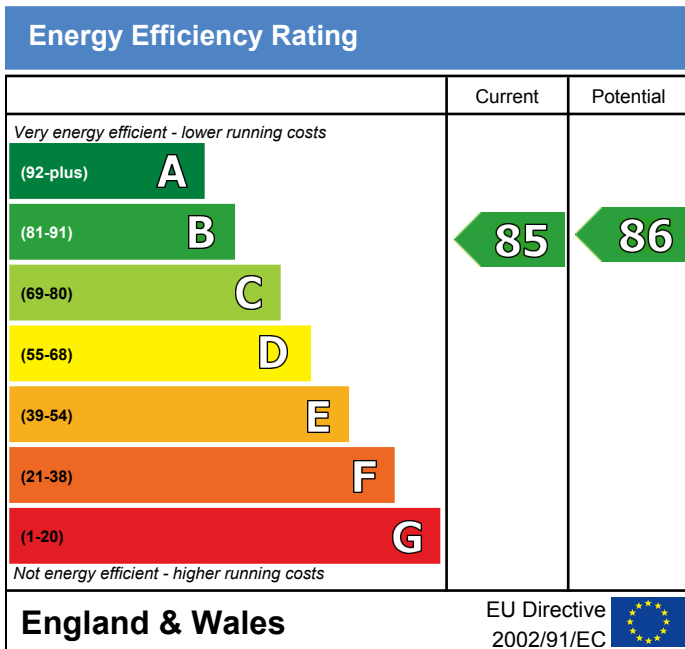 Energy Efficiency Rating
Current Potential
Very energy efficient - lower running costs
(92-plus) A
(81-91) B 85 86
(69-80) C
(55-68) D
(39-54) E
(21-38) F
(1-20) G
Not energy efficient - higher running costs
England & Wales
EU Directive
2002/91/EC